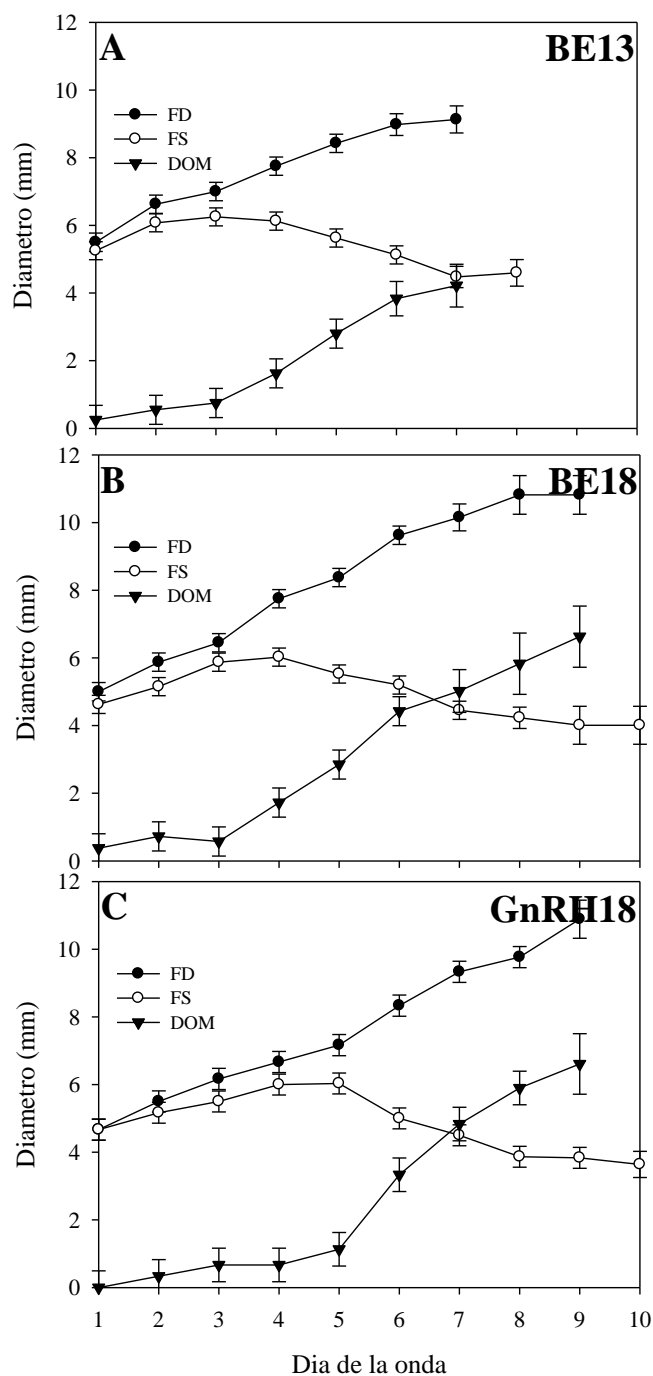 A BE13
12
10
8
6
4
2
0
Diametro (mm)
FD
FS
DOM
B BE18
12
10
8
6
4
2
0
Diametro (mm)
FD
FS
DOM
C GnRH18
12
10
8
6
4
2
0
Diametro (mm)
FD
FS
DOM
1 2 3 4 5 6 7 8 9 10
Dia de la onda